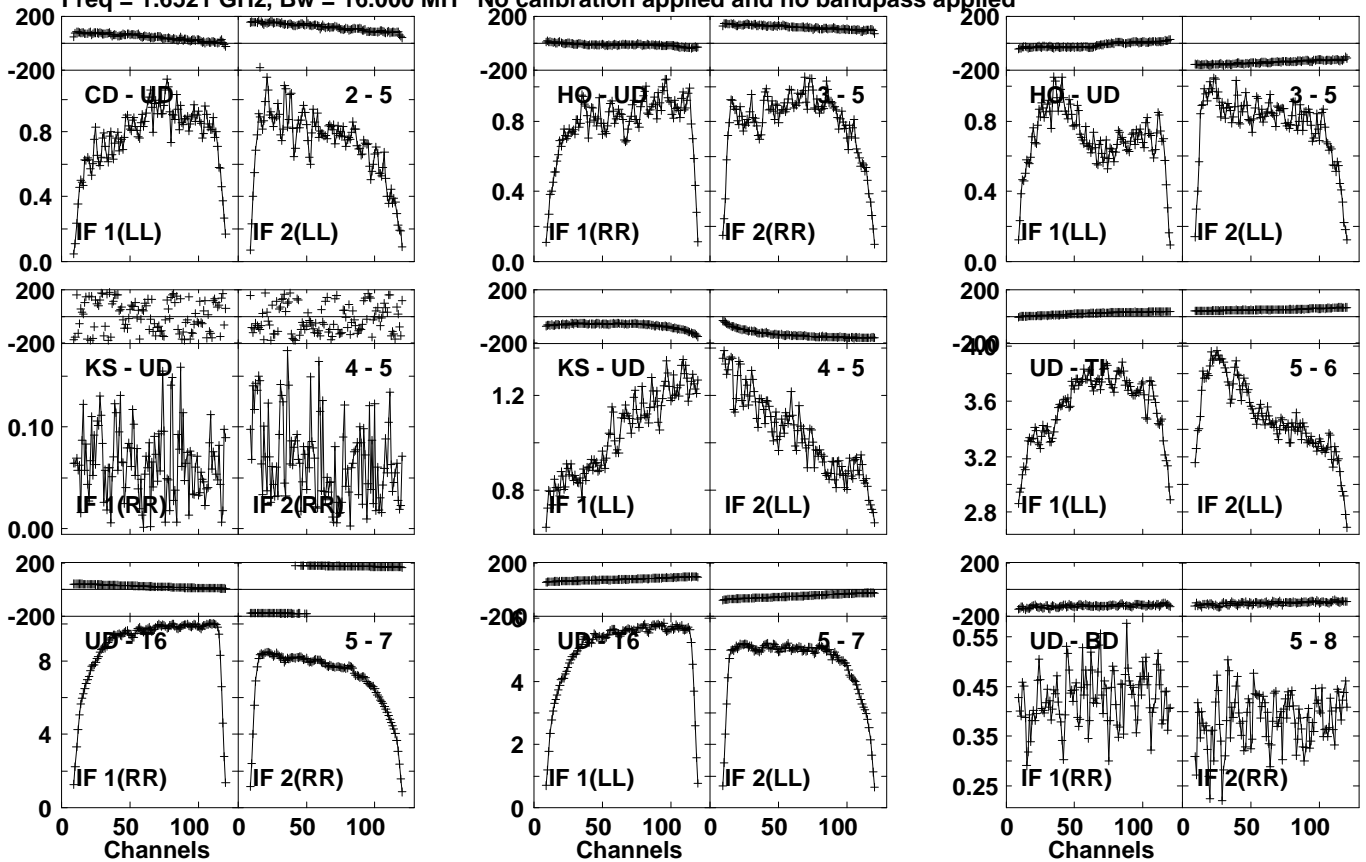 Freq = 1.6521 GHz, Bw = 16.000 MH No calibration applied and no bandpass applied
200 200 200
-200 -200 -200
CD - UD 2 - 5 HO - UD 3 - 5 HO - UD 3 - 5
0.8 0.8 0.8
0.4 0.4 0.4
IF 1(LL) IF 2(LL) IF 1(RR) IF 2(RR) IF 1(LL) IF 2(LL)
0.0 0.0 0.0
200 200 200
-200 -200 -200
4.0
KS - UD 4 - 5 KS - UD 4 - 5 UD - TI 5 - 6
0.10 1.2 3.6
0.8 3.2
IF 1(RR) IF 2(RR) IF 1(LL) IF 2(LL) IF 1(LL) IF 2(LL)
0.00 2.8
200 200 200
-200 -200 -200
6
UD - T6 5 - 7 UD - T6 5 - 7 UD - BD 5 - 8
8 4 0.55
4 2 0.45
0.35
IF 1(RR) IF 2(RR) IF 1(LL) IF 2(LL) IF 1(RR) IF 2(RR)
0 0 0.25
0 50 100 0 50 100 0 50 100 0 50 100 0 50 100 0 50 100
Channels Channels Channels